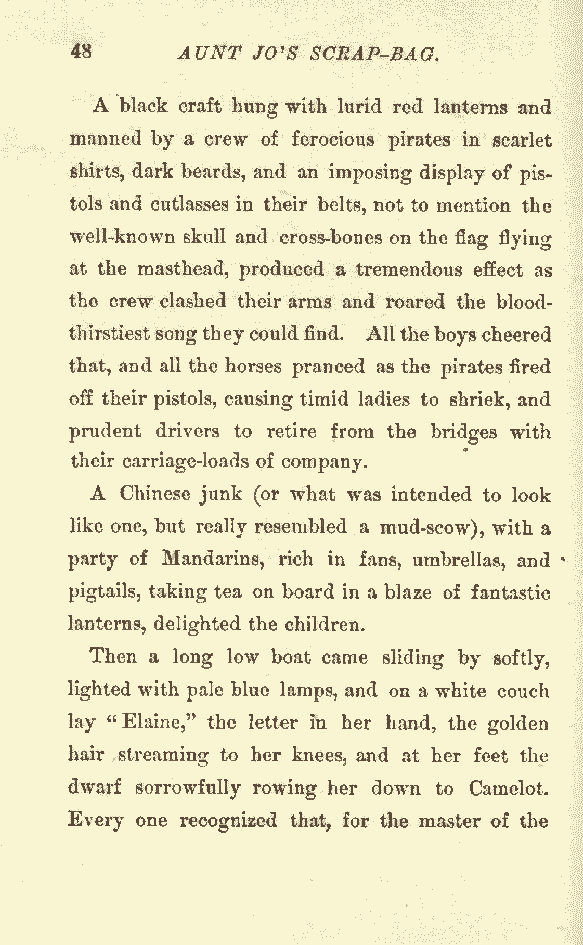 48 AUNT JO'S SCRAP-BAG.
A black craft hung with lurid red lanterns and
manned by a crew of ferocious pirates in scarlet
shirts, dark beards, and an imposing display of pis-
tols and cutlasses in their belts, not to mention the
well-known skull and cross-bones on the flag flying
at the masthead, produced a tremendous effect as
the crew clashed their arms and roared the blood-
thirstiest song they could find. All the boys cheered
that, and all the horses pranced as the pirates fired
off their pistols, causing timid ladies to shriek, and
prudent drivers to retire from the bridges with
their carriage-loads of company.
A Chinese junk (or what was intended to look
like one, but really resembled a mud-scow), with a
party of Mandarins, rich in fans, umbrellas, and
pigtails, taking tea on board in a blaze of fantastic
lanterns, delighted the children.
Then a long low boat came sliding by softly,
lighted with pale blue lamps, and on a white couch
lay "Elaine," the letter in her hand, the golden
hair streaming to her knees, and at her feet the
dwarf sorrowfully rowing her down to Camelot.
Every one recognized that, for the master of the